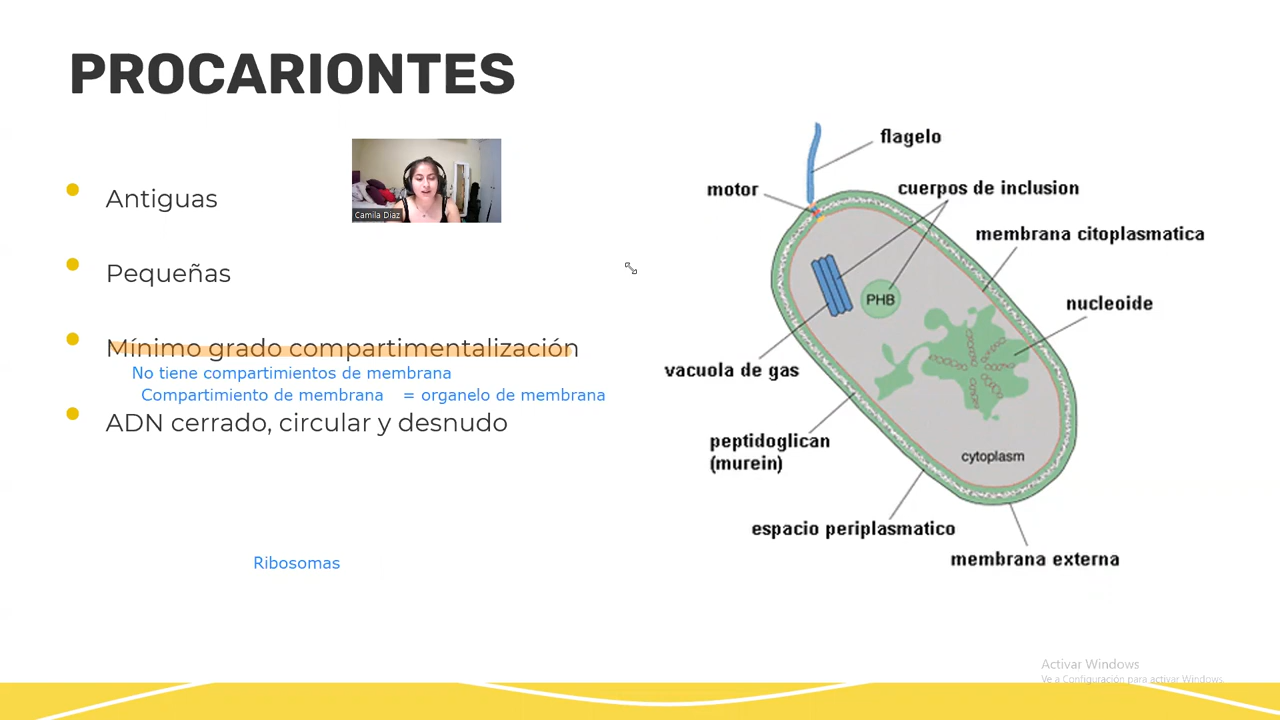 PROCARIONTES
Antiguas
Camila Diaz
Pequeñas
Mínimo grado compartimentalización
No tiene compartimientos de membrana
Compartimiento de membrana = organelo de membrana
ADN cerrado, circular y desnudo
Ribosomas
flagelo
motor
cuerpos de inclusion
membrana citoplasmatica
nucleoide
PHB
vacuola de gas
peptidoglican
(murein)
cytoplasm
espacio periplasmatico
membrana externa
Activar Windows
Ve a Configuración para activar Windows.